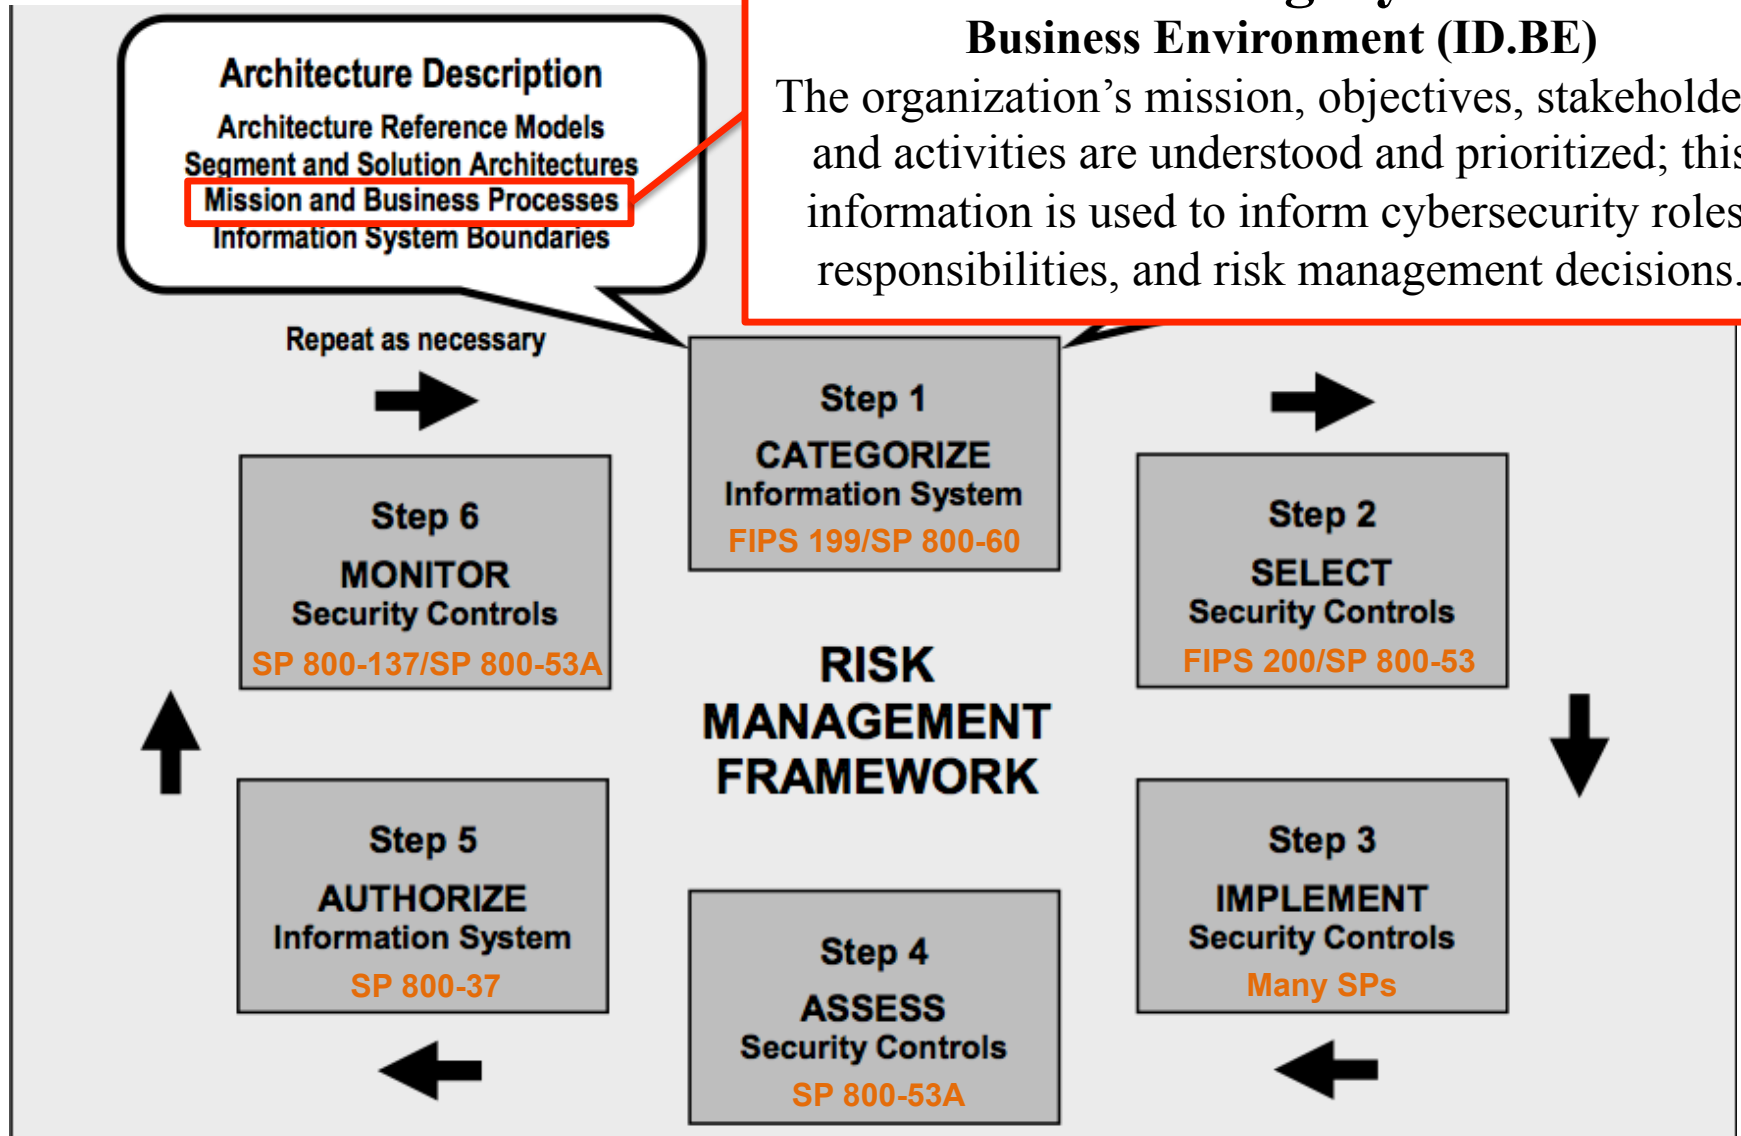 Architecture Description
Architecture Reference Models
Segment and Solution Architectures
Mission and Business Processes
Information System Boundaries
Business Environment (ID.BE)
The organization’s mission, objectives, stakeholde
and activities are understood and prioritized; this
information is used to inform cybersecurity roles
responsibilities, and risk management decisions.
Repeat as necessary
Step 1
CATEGORIZE
Information System
FIPS 199/SP 800-60
Step 2
SELECT
Security Controls
FIPS 200/SP 800-53
Step 3
IMPLEMENT
Security Controls
Many SPs
Step 4
ASSESS
Security Controls
SP 800-53A
Step 5
AUTHORIZE
Information System
SP 800-37
Step 6
MONITOR
Security Controls
SP 800-137/SP 800-53A
RISK
MANAGEMENT
FRAMEWORK